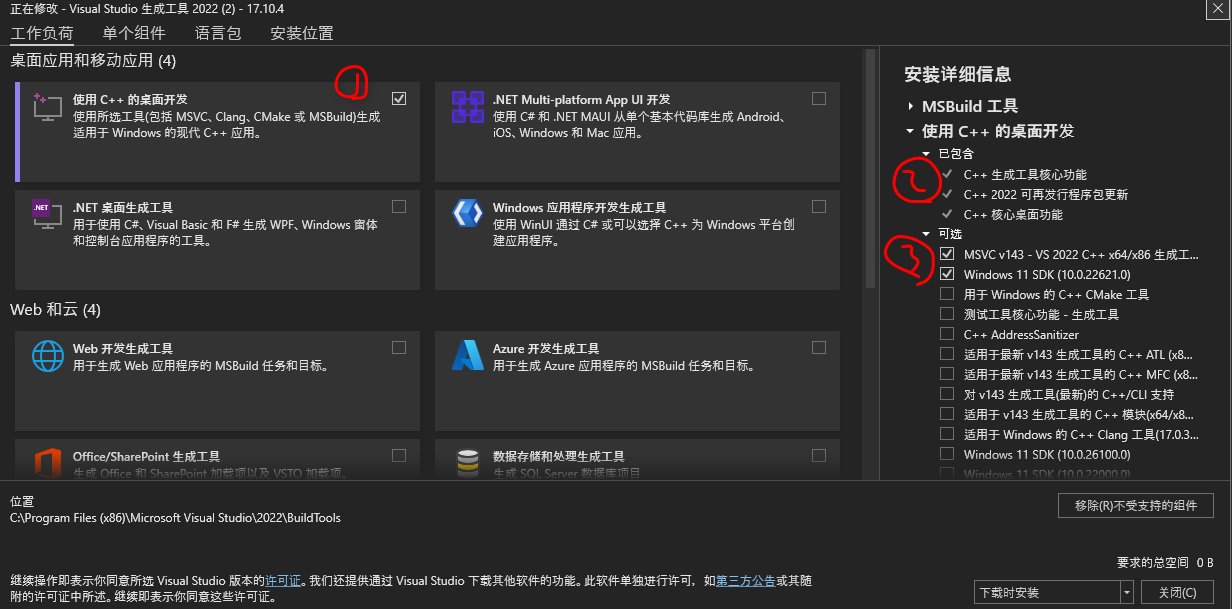 正在修改 - Visual Studio 生成工具 2022 (2) - 17.10.4
工作负荷 单个组件 语言包 安装位置
桌面应用和移动应用 (4)
1
使用 C++ 的桌面开发
使用所选工具(包括 MSVC、Clang、CMake 或 MSBuild)生成
适用于 Windows 的现代 C++ 应用。
.NET Multi-platform App UI 开发
使用 C# 和 .NET MAUI 从单个基本代码库生成 Android、
iOS、Windows 和 Mac 应用。
.NET
.NET 桌面生成工具
用于使用 C#、Visual Basic 和 F# 生成 WPF、Windows 窗体
和控制台应用程序的工具。
Windows 应用程序开发生成工具
使用 WinUI 通过 C# 或可以选择 C++ 为 Windows 平台创
建应用程序。
Web 和云 (4)
Web 开发生成工具
用于生成 Web 应用程序的 MSBuild 任务和目标。
Azure 开发生成工具
用于生成 Azure 应用程序的 MSBuild 任务和目标。
Office/SharePoint 生成工具
生成 Office 和 SharePoint 加载项以及 VSTO 加载项。
数据存储和处理生成工具
生成 SQL Server 数据库项目
安装详细信息
MSBuild 工具
使用 C++ 的桌面开发
已包含
2
C++ 生成工具核心功能
C++ 2022 可再发行程序包更新
C++ 核心桌面功能
可选
3
MSVC v143 - VS 2022 C++ x64/x86 生成工...
Windows 11 SDK (10.0.22621.0)
用于 Windows 的 C++ CMake 工具
测试工具核心功能 - 生成工具
C++ AddressSanitizer
适用于最新 v143 生成工具的 C++ ATL (x8...
适用于最新 v143 生成工具的 C++ MFC (x8...
对 v143 生成工具(最新)的 C++/CLI 支持
适用于 v143 生成工具的 C++ 模块(x64/x8...
适用于 Windows 的 C++ Clang 工具(17.0.3...
Windows 11 SDK (10.0.26100.0)
Windows 11 SDK (10.0.22000.0)
位置
C:\Program Files (x86)\Microsoft Visual Studio\2022\BuildTools
移除(R)不受支持的组件
要求的总空间 0 B
继续操作即表示你同意所选 Visual Studio 版本的许可证。我们还提供通过 Visual Studio 下载其他软件的功能。此软件单独进行许可，如第三方公告或其随
附的许可证中所述。继续即表示你同意这些许可证。
下载时安装
关闭(C)